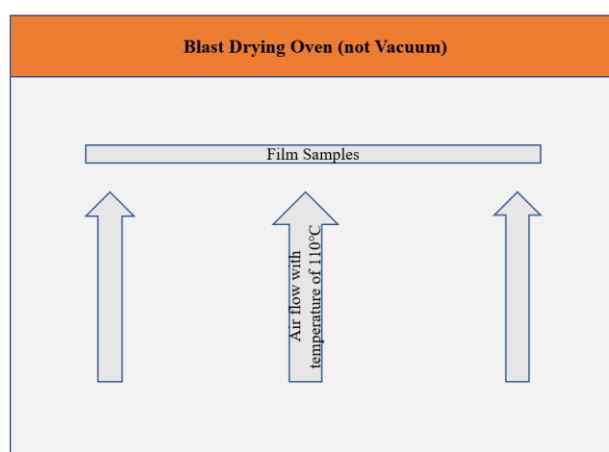 Blast Drying Oven (not Vacuum)
Film Samples
Air flow with
temperature of 110℃